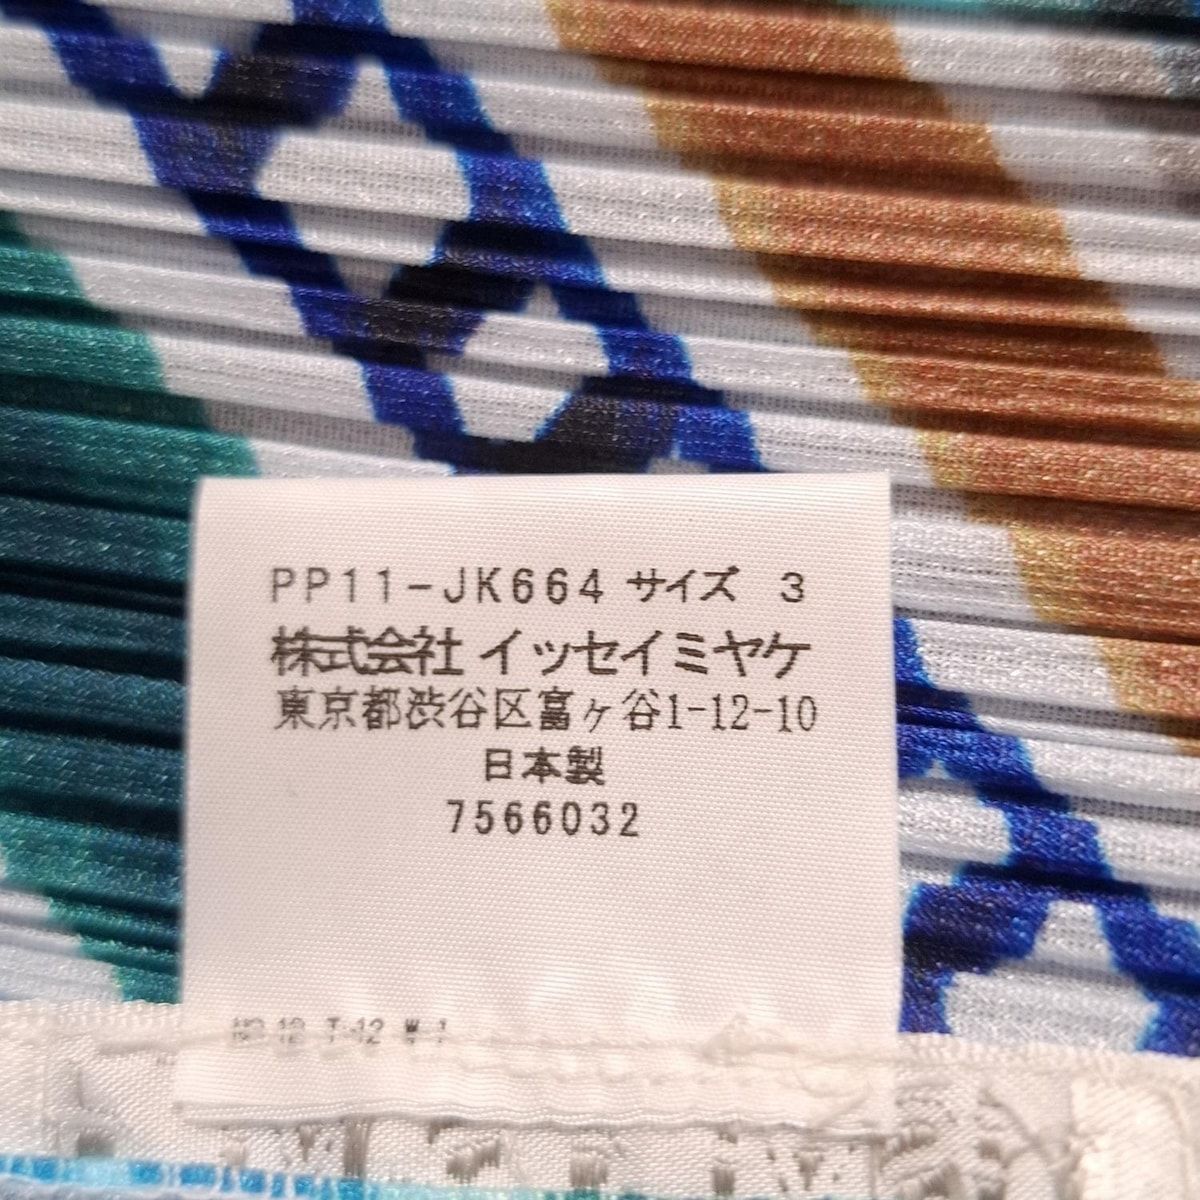 PP11-JK664 サイズ 3
株式会社 イッセイミヤケ
東京都渋谷区富ヶ谷1-12-10
日本製
7566032